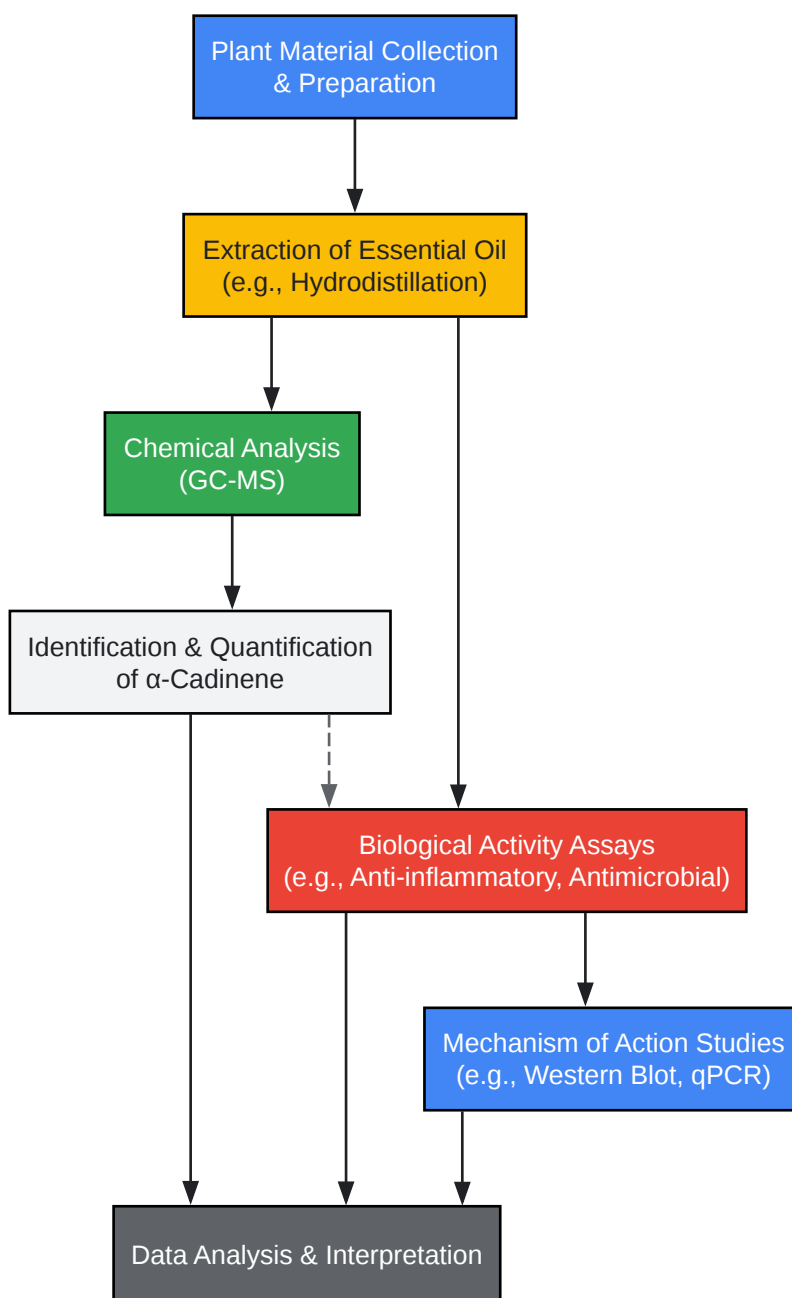 Plant Material Collection
& Preparation
Extraction of Essential Oil
(e.g., Hydrodistillation)
Chemical Analysis
(GC-MS)
Identification & Quantification
of α-Cadinene
Biological Activity Assays
(e.g., Anti-inflammatory, Antimicrobial)
Mechanism of Action Studies
(e.g., Western Blot, qPCR)
Data Analysis & Interpretation